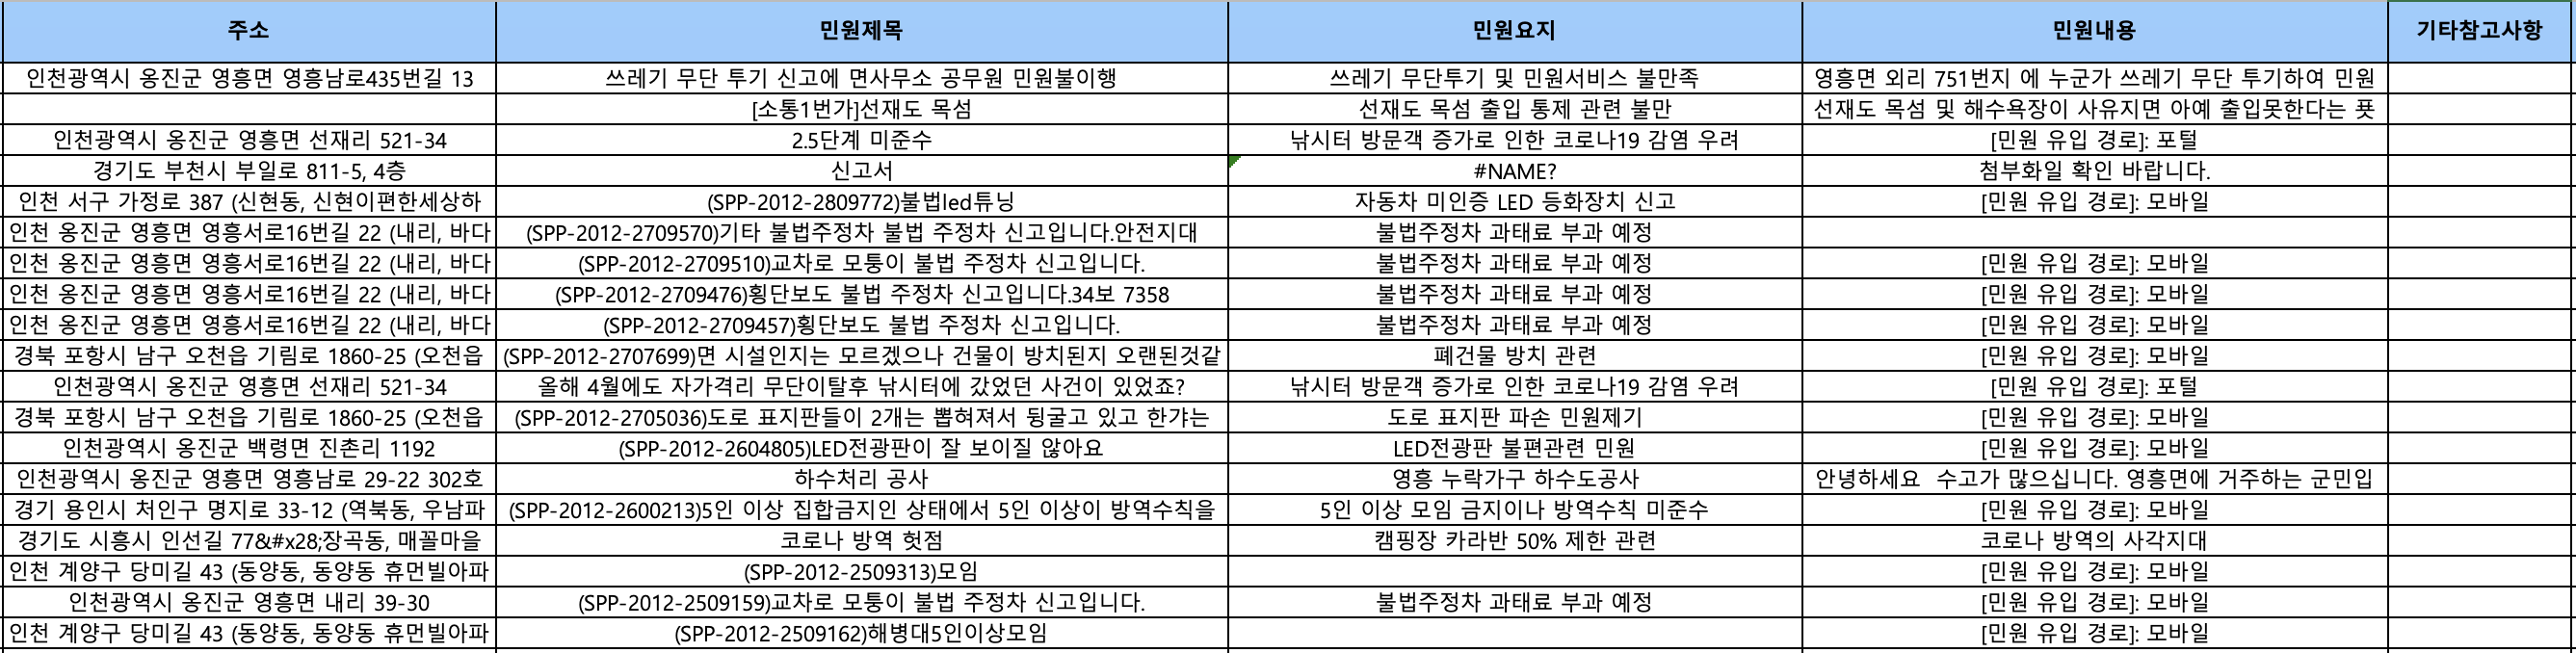 주소 민원제목 민원요지 민원내용 기타참고사항
인천광역시 옹진군 영흥면 영흥남로435번길 13 쓰레기 무단 투기 신고에 면사무소 공무원 민원불이행 쓰레기 무단투기 및 민원서비스 불만족 영흥면 외리 751번지 에 누군가 쓰레기 무단 투기하여 민원
[소통1번가]선재도 목섬 선재도 목섬 출입 통제 관련 불만 선재도 목섬 및 해수욕장이 사유지면 아예 출입못한다는 푯
인천광역시 옹진군 영흥면 선재리 521-34 2.5단계 미준수 낚시터 방문객 증가로 인한 코로나19 감염 우려 [민원 유입 경로]: 포털
경기도 부천시 부일로 811-5, 4층 신고서 #NAME? 첨부화일 확인 바랍니다.
인천 서구 가정로 387 (신현동, 신현이편한세상하 (SPP-2012-2809772)불법led튜닝 자동차 미인증 LED 등화장치 신고 [민원 유입 경로]: 모바일
인천 옹진군 영흥면 영흥서로16번길 22 (내리, 바다 (SPP-2012-2709570)기타 불법주정차 불법 주정차 신고입니다.안전지대 불법주정차 과태료 부과 예정
인천 옹진군 영흥면 영흥서로16번길 22 (내리, 바다 (SPP-2012-2709510)교차로 모퉁이 불법 주정차 신고입니다. 불법주정차 과태료 부과 예정 [민원 유입 경로]: 모바일
인천 옹진군 영흥면 영흥서로16번길 22 (내리, 바다 (SPP-2012-2709476)횡단보도 불법 주정차 신고입니다.34보 7358 불법주정차 과태료 부과 예정 [민원 유입 경로]: 모바일
인천 옹진군 영흥면 영흥서로16번길 22 (내리, 바다 (SPP-2012-2709457)횡단보도 불법 주정차 신고입니다. 불법주정차 과태료 부과 예정 [민원 유입 경로]: 모바일
경북 포항시 남구 오천읍 기림로 1860-25 (오천읍 (SPP-2012-2707699)면 시설인지는 모르겠으나 건물이 방치된지 오랜된것같 폐건물 방치 관련 [민원 유입 경로]: 모바일
인천광역시 옹진군 영흥면 선재리 521-34 올해 4월에도 자가격리 무단이탈후 낚시터에 갔었던 사건이 있었죠? 낚시터 방문객 증가로 인한 코로나19 감염 우려 [민원 유입 경로]: 포털
경북 포항시 남구 오천읍 기림로 1860-25 (오천읍 (SPP-2012-2705036)도로 표지판들이 2개는 뽑혀져서 뒹굴고 있고 한갸는 도로 표지판 파손 민원제기 [민원 유입 경로]: 모바일
인천광역시 옹진군 백령면 진촌리 1192 (SPP-2012-2604805)LED전광판이 잘 보이질 않아요 LED전광판 불편관련 민원 [민원 유입 경로]: 모바일
인천광역시 옹진군 영흥면 영흥남로 29-22 302호 하수처리 공사 영흥 누락가구 하수도공사 안녕하세요  수고가 많으십니다. 영흥면에 거주하는 군민입
경기 용인시 처인구 명지로 33-12 (역북동, 우남파 (SPP-2012-2600213)5인 이상 집합금지인 상태에서 5인 이상이 방역수칙을 5인 이상 모임 금지이나 방역수칙 미준수 [민원 유입 경로]: 모바일
경기도 시흥시 인선길 77&#x28;장곡동, 매꼴마을 코로나 방역 헛점 캠핑장 카라반 50% 제한 관련 코로나 방역의 사각지대
인천 계양구 당미길 43 (동양동, 동양동 휴먼빌아파 (SPP-2012-2509313)모임 [민원 유입 경로]: 모바일
인천광역시 옹진군 영흥면 내리 39-30 (SPP-2012-2509159)교차로 모퉁이 불법 주정차 신고입니다. 불법주정차 과태료 부과 예정 [민원 유입 경로]: 모바일
인천 계양구 당미길 43 (동양동, 동양동 휴먼빌아파 (SPP-2012-2509162)해병대5인이상모임 [민원 유입 경로]: 모바일